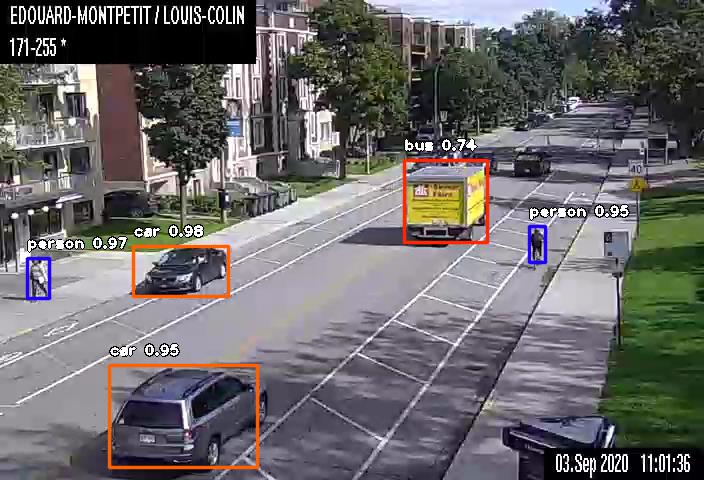 EDOUARD-MONTPETIT / LOUIS-COLIN
171-255 *
bus 0.74
person 0.95
person 0.97
car 0.98
car 0.95
40
03.Sep 2020 11:01:36